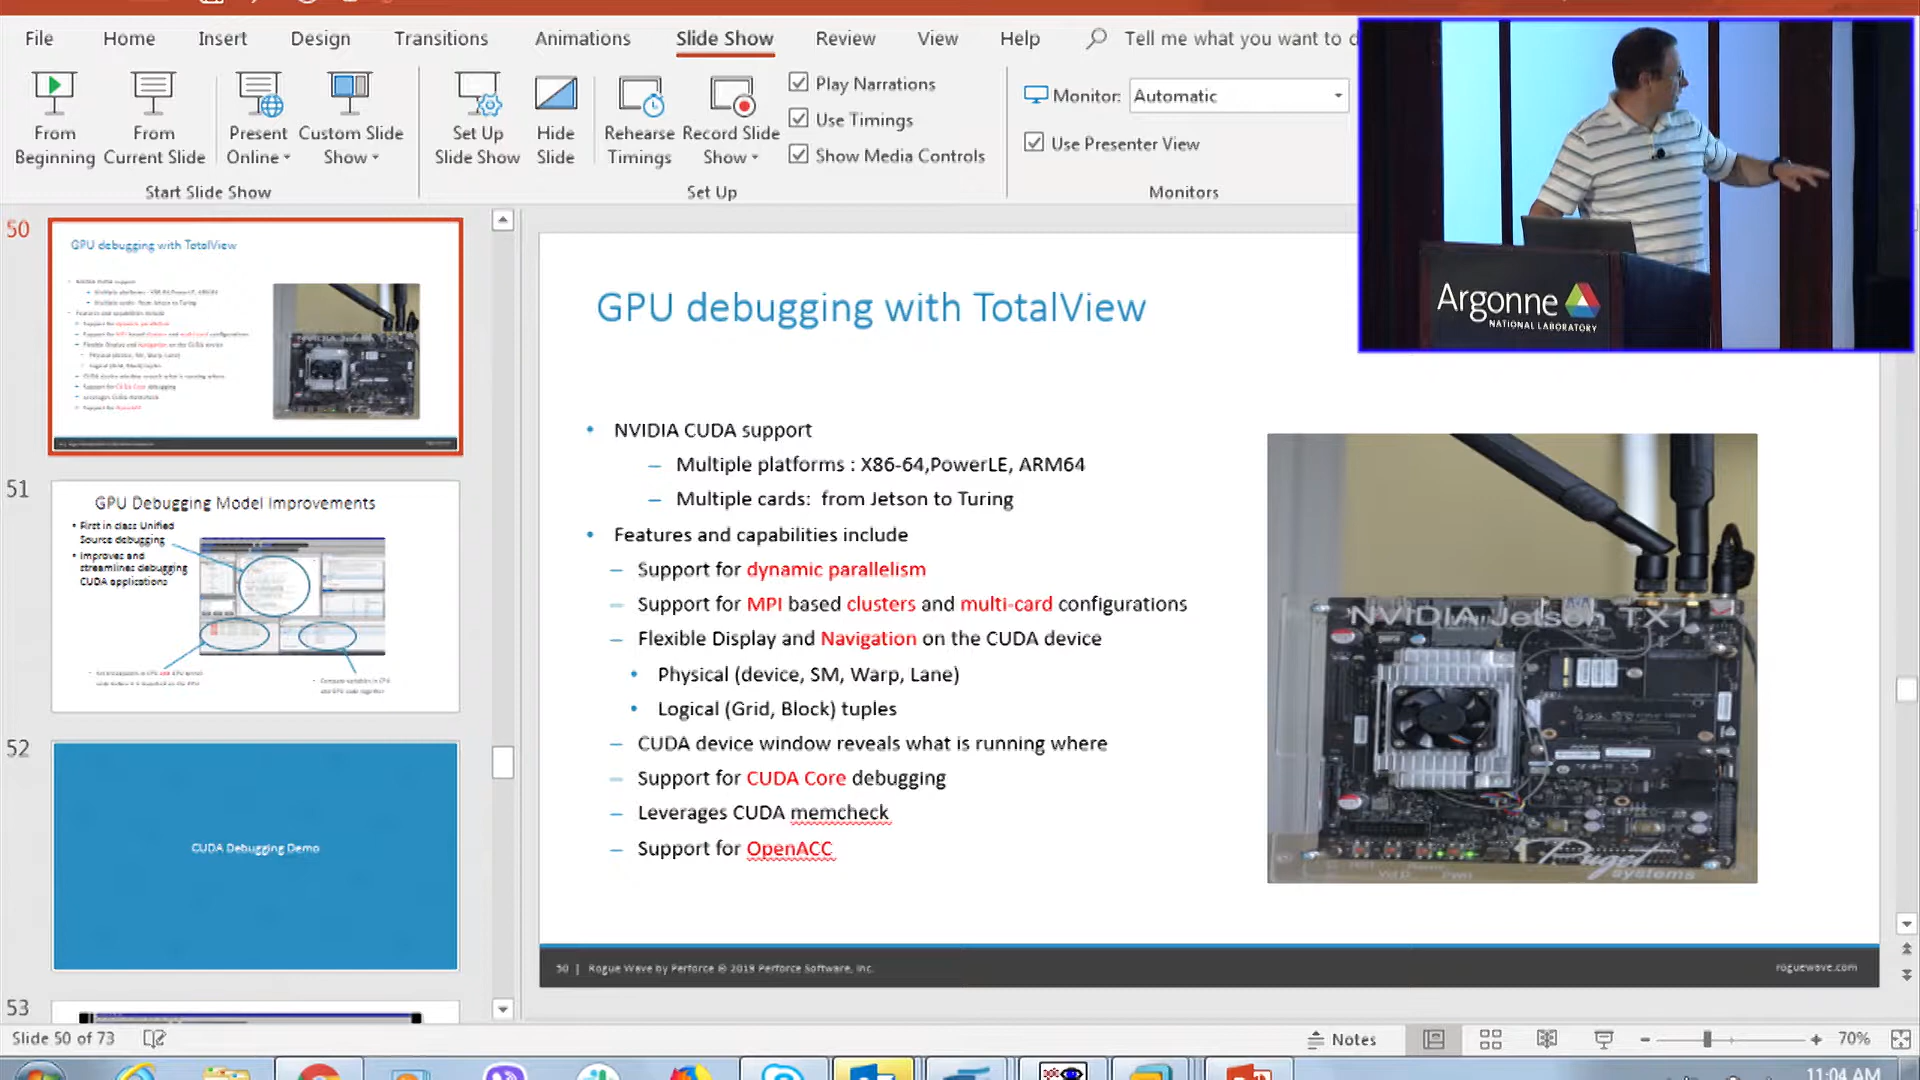 File Home Insert Design Transitions Animations Slide Show Review View Help Tell me what you want to d
From Beginning
From Current Slide
Present Online
Custom Slide Show
Start Slide Show
Set Up Slide Show
Hide Slide
Rehearse Timings
Record Slide Show
Play Narrations
Use Timings
Show Media Controls
Set Up
Monitor: Automatic
Use Presenter View
Monitors
Argonne
NATIONAL LABORATORY
50
GPU debugging with TotalView
51
GPU Debugging Model Improvements
• First in class Unified
Source debugging
• Improves and
streamlines debugging
CUDA applications
52
CUDA Debugging Demo
53
GPU debugging with TotalView
• NVIDIA CUDA support
– Multiple platforms : X86-64,PowerLE, ARM64
– Multiple cards: from Jetson to Turing
• Features and capabilities include
– Support for dynamic parallelism
– Support for MPI based clusters and multi-card configurations
– Flexible Display and Navigation on the CUDA device
• Physical (device, SM, Warp, Lane)
• Logical (Grid, Block) tuples
– CUDA device window reveals what is running where
– Support for CUDA Core debugging
– Leverages CUDA memcheck
– Support for OpenACC
NVIDIA Jetson TX1
Puget
systems
50 | Rogue Wave by Perforce © 2019 Perforce Software, Inc.
roguewave.com
Slide 50 of 73
Notes
70%
11:04 AM